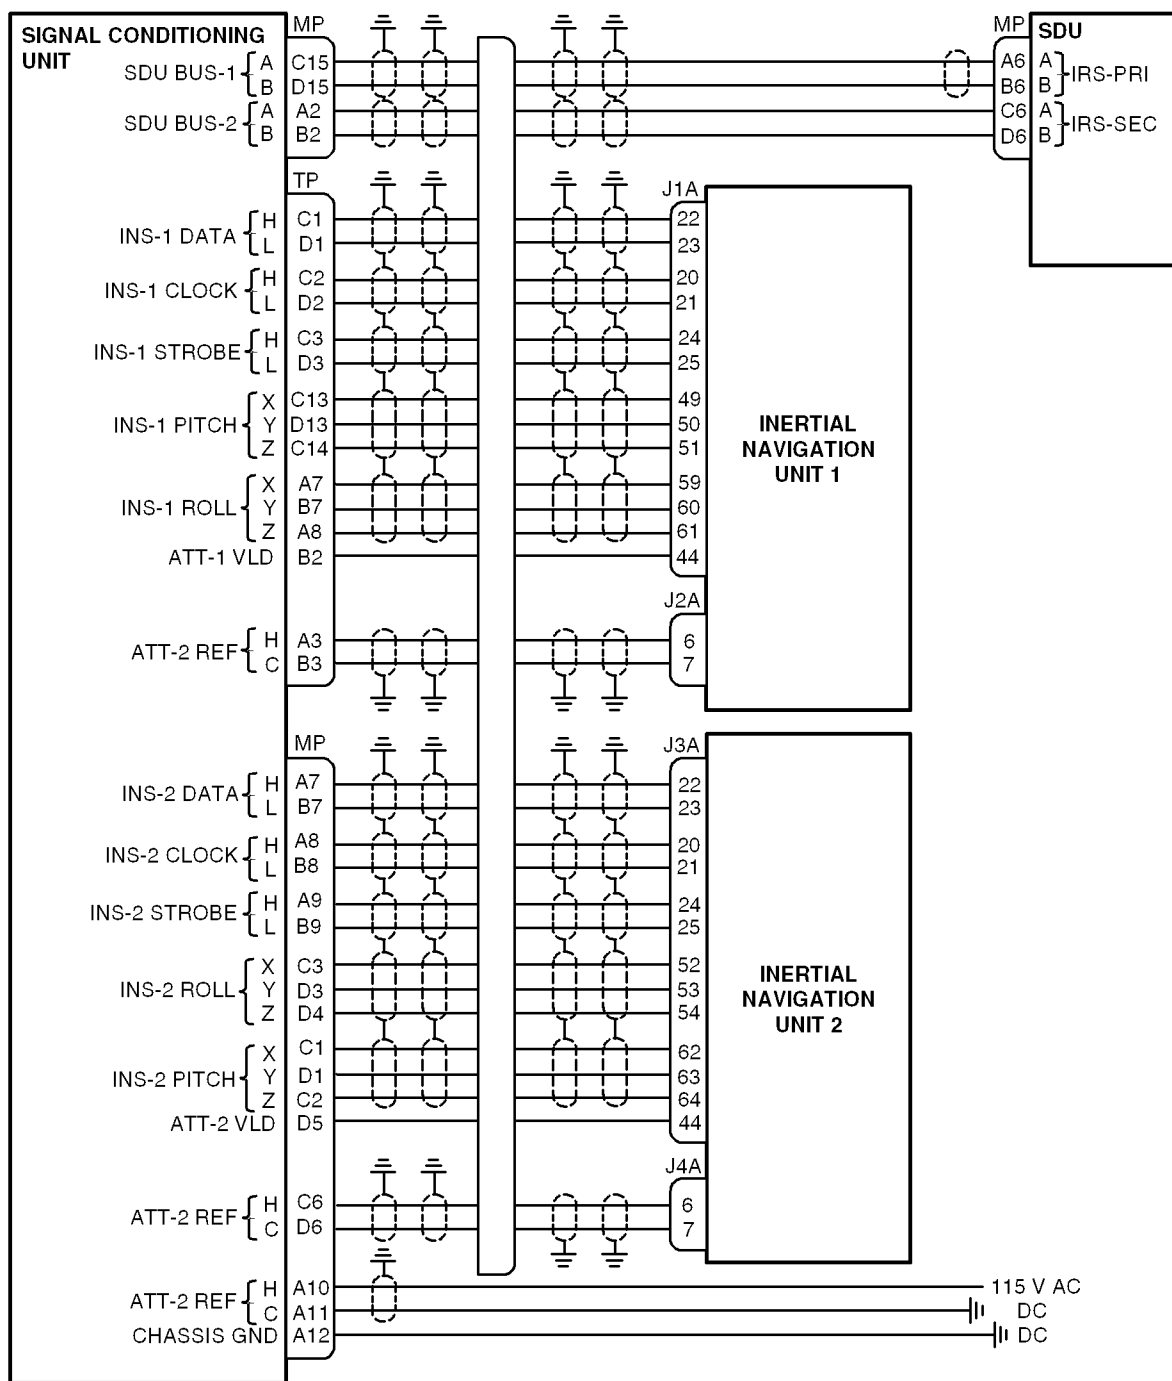 SIGNAL CONDITIONING UNIT
MP
SDU BUS-1 A C15
B D15
SDU BUS-2 A A2
B B2
MP SDU
A6 A IRS-PRI
B6 B
C6 A IRS-SEC
D6 B
TP
INS-1 DATA H C1
L D1
INS-1 CLOCK H C2
L D2
INS-1 STROBE H C3
L D3
INS-1 PITCH X C13
Y D13
Z C14
INS-1 ROLL X A7
Y B7
Z A8
ATT-1 VLD B2
ATT-2 REF H A3
C B3
J1A
22
23
20
21
24
25
49
50
51
59
60
61
44
J2A
6
7
INERTIAL
NAVIGATION
UNIT 1
MP
INS-2 DATA H A7
L B7
INS-2 CLOCK H A8
L B8
INS-2 STROBE H A9
L B9
INS-2 ROLL X C3
Y D3
Z D4
INS-2 PITCH X C1
Y D1
Z C2
ATT-2 VLD D5
ATT-2 REF H C6
C D6
ATT-2 REF H A10
C A11
CHASSIS GND A12
J3A
22
23
20
21
24
25
52
53
54
62
63
64
44
J4A
6
7
INERTIAL
NAVIGATION
UNIT 2
115 V AC
DC
DC